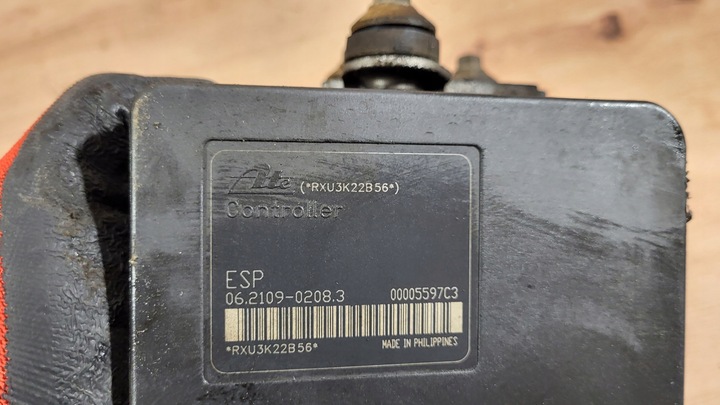 Ate (*RXU3K22B56*)
Controller
ESP
06.2109-0208.3 00005597C3
*RXU3K22B56* MADE IN PHILIPPINES